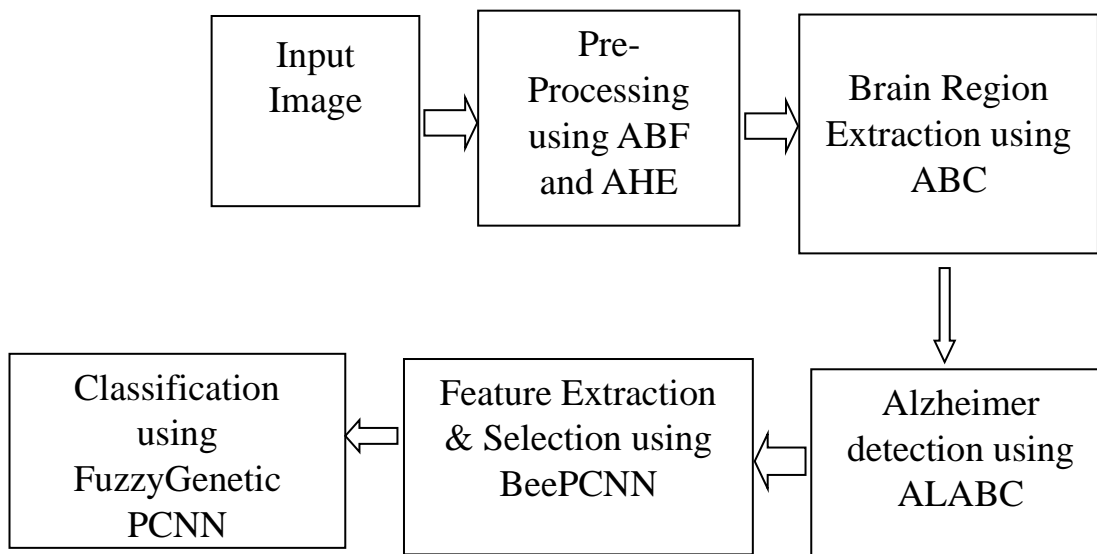 Input
Image
Pre-
Processing
using ABF
and AHE
Brain Region
Extraction using
ABC
Alzheimer
detection using
ALABC
Feature Extraction
& Selection using
BeePCNN
Classification
using
FuzzyGenetic
PCNN